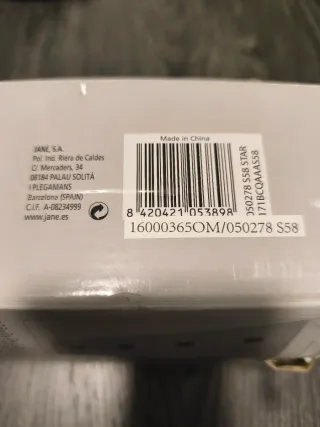 JANE, S.A.
Pol. Ind. Riera de Caldes
C/ Mercaders, 34
08184 PALAU SOLITÀ
I PLEGAMANS
Barcelona (SPAIN)
C.I.F. A-08234999
www.jane.es
Made in China
8 420421 053898
16000365OM/050278 S58
050278 S58 STAR
171BCQAAAS58